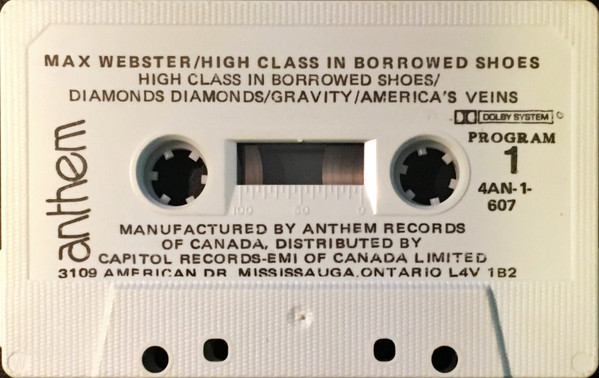 MAX WEBSTER/HIGH CLASS IN BORROWED SHOES
HIGH CLASS IN BORROWED SHOES/
DIAMONDS DIAMONDS/GRAVITY/AMERICA'S VEINS
DOLBY SYSTEM
PROGRAM
1
4AN-1-
607
anthem
100 50 0
MANUFACTURED BY ANTHEM RECORDS
OF CANADA, DISTRIBUTED BY
CAPITOL RECORDS-EMI OF CANADA LIMITED
3109 AMERICAN DR. MISSISSAUGA,ONTARIO L4V 1B2